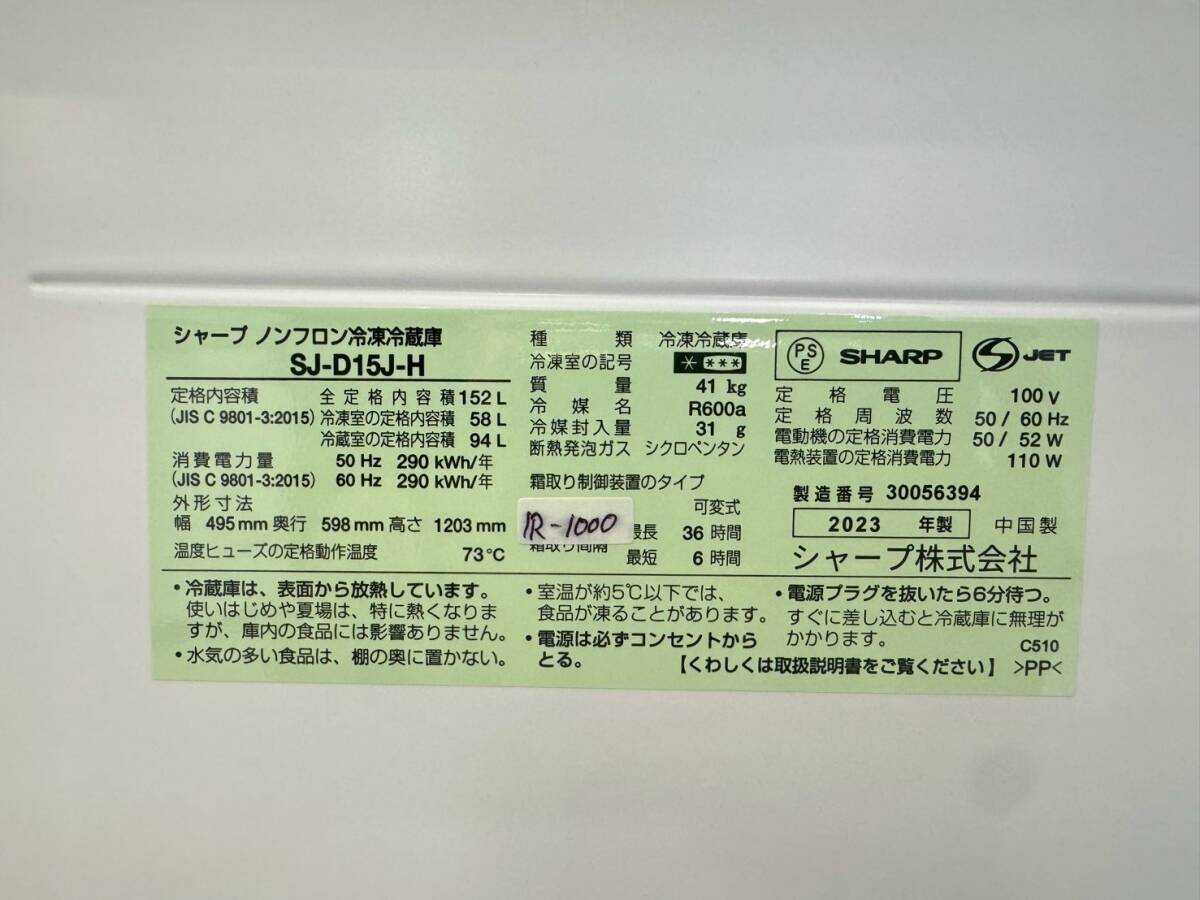 シャープ ノンフロン冷凍冷蔵庫
SJ-D15J-H
定格内容積 全定格内容積 152 L
(JIS C 9801-3:2015) 冷凍室の定格内容積 58 L
冷蔵室の定格内容積 94 L
消費電力量 50 Hz 290 kWh/年
(JIS C 9801-3:2015) 60 Hz 290 kWh/年
外形寸法
幅 495 mm 奥行 598 mm 高さ 1203 mm
温度ヒューズの定格動作温度 73℃
種類 冷凍冷蔵庫
冷凍室の記号 * ***
質量 41 kg
冷媒名 R600a
冷媒封入量 31 g
断熱発泡ガス シクロペンタン
霜取り制御装置のタイプ
可変式
1R-1000
最長 36 時間
霜取り間隔 最短 6 時間
PSE SHARP JET
定格電圧 100 V
定格周波数 50 / 60 Hz
電動機の定格消費電力 50 / 52 W
電熱装置の定格消費電力 110 W
製造番号 30056394
2023 年製 中国製
シャープ株式会社
・冷蔵庫は、表面から放熱しています。
使いはじめや夏場は、特に熱くなりま
すが、庫内の食品には影響ありません。
・水気の多い食品は、棚の奥に置かない。
・室温が約5℃以下では、
食品が凍ることがあります。
・電源は必ずコンセントから
とる。
・電源プラグを抜いたら6分待つ。
すぐに差し込むと冷蔵庫に無理が
かかります。
C510
【くわしくは取扱説明書をご覧ください】 >PP<